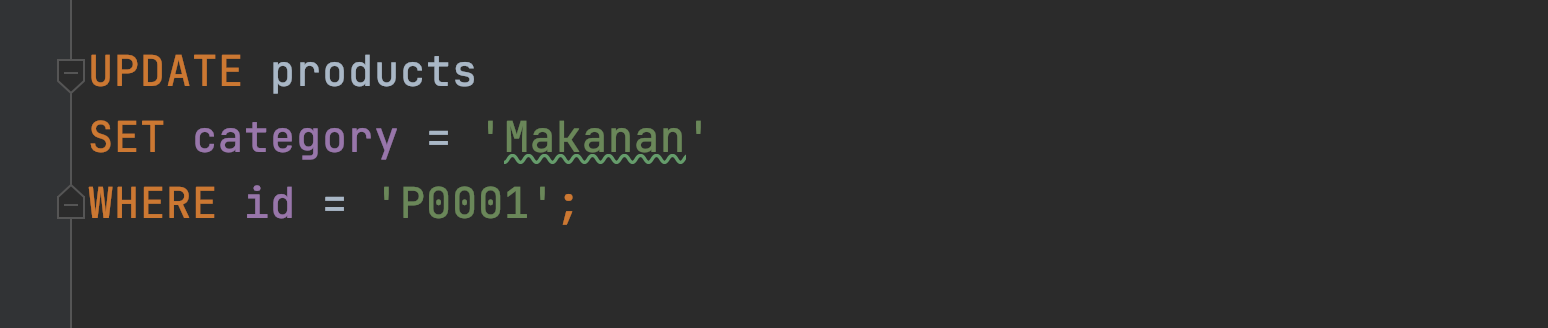 UPDATE products
SET category = 'Makanan'
WHERE id = 'P0001';